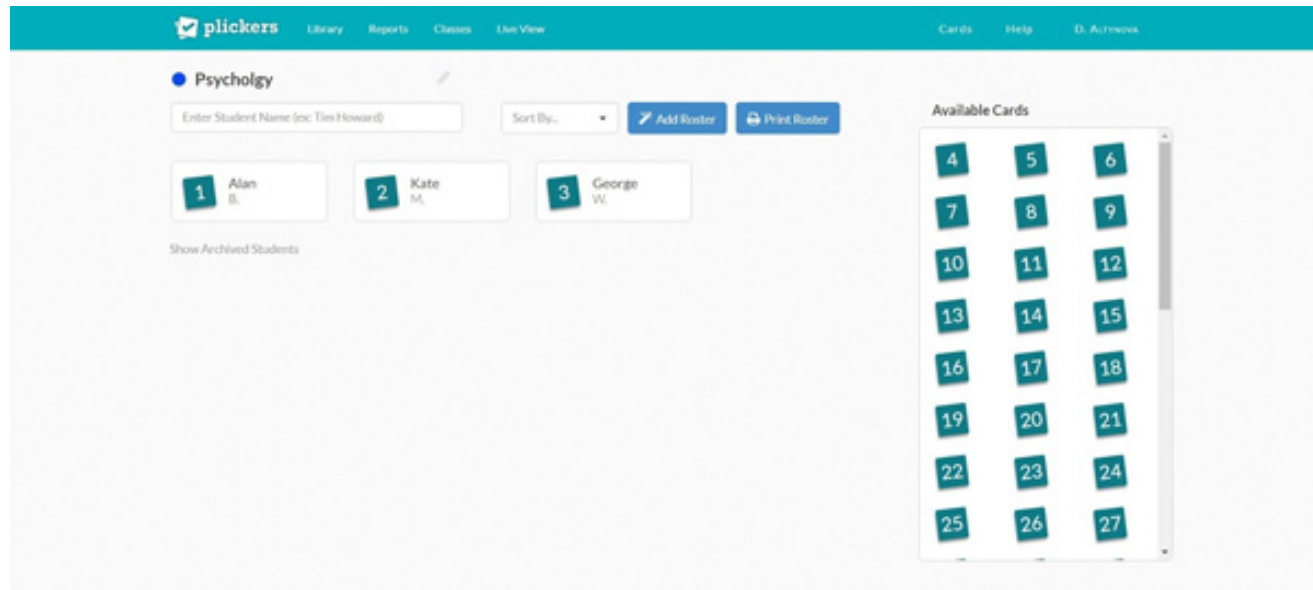 plickers Library Reports Classes Live View Cards Help D. Altınova
Psycholgy
Enter Student Name (ex: Tim Howard) Sort By... Add Roster Print Roster
Available Cards
1 Alan B.
2 Kate M.
3 George W.
Show Archived Students
4 5 6
7 8 9
10 11 12
13 14 15
16 17 18
19 20 21
22 23 24
25 26 27